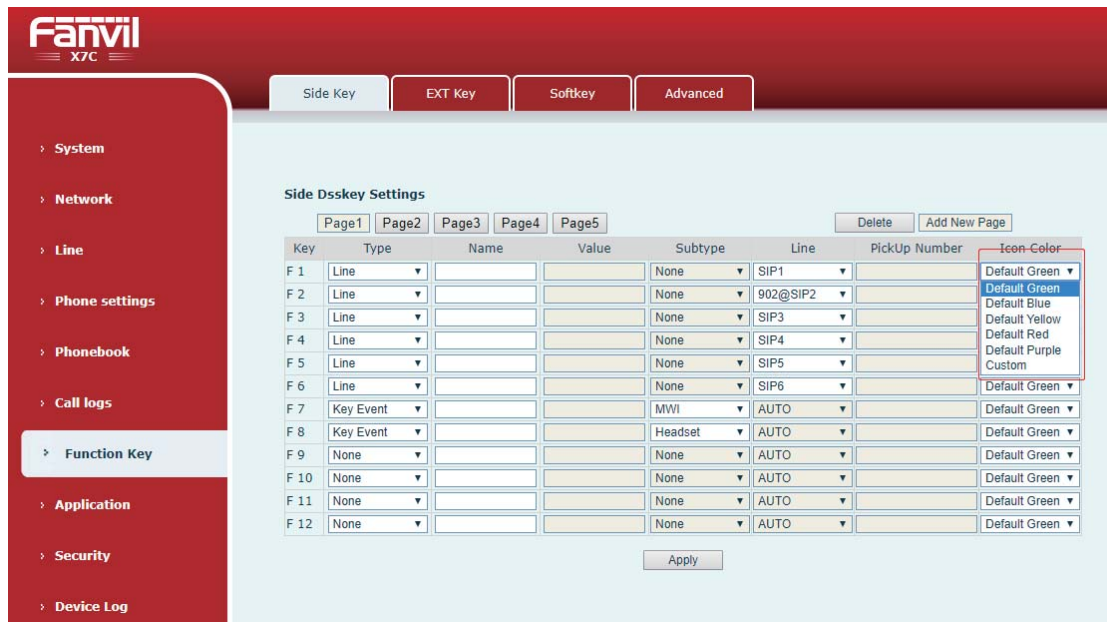 Fanvil
X7C
Side Key EXT Key Softkey Advanced
› System
› Network
› Line
› Phone settings
› Phonebook
› Call logs
› Function Key
› Application
› Security
› Device Log
Side Dsskey Settings
Page1 Page2 Page3 Page4 Page5 Delete Add New Page
Key Type Name Value Subtype Line PickUp Number Icon Color
F 1 Line None SIP1 Default Green
F 2 Line None 902@SIP2
F 3 Line None SIP3
F 4 Line None SIP4
F 5 Line None SIP5
Default Green
Default Blue
Default Yellow
Default Red
Default Purple
Custom
F 6 Line None SIP6 Default Green
F 7 Key Event MWI AUTO Default Green
F 8 Key Event Headset AUTO Default Green
F 9 None None AUTO Default Green
F 10 None None AUTO Default Green
F 11 None None AUTO Default Green
F 12 None None AUTO Default Green
Apply